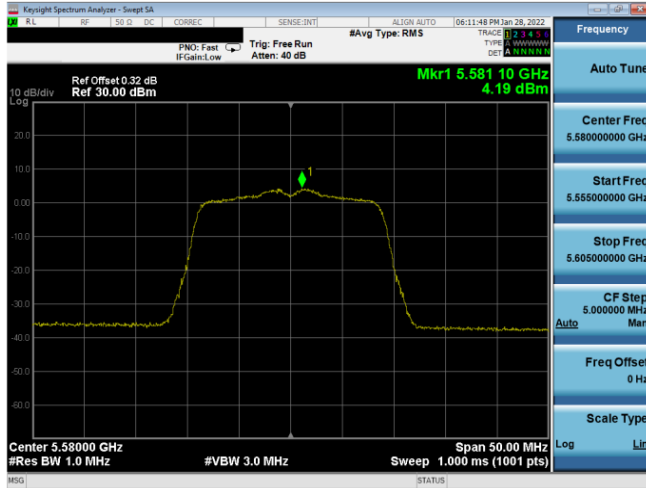 Keysight Spectrum Analyzer - Swept SA
LXI RL RF 50 Ω DC CORREC SENSE:INT ALIGN AUTO 06:11:48 PM Jan 28, 2022
#Avg Type: RMS
TRACE 1 2 3 4 5 6
TYPE A WWWWW
DET A N N N N N
PNO: Fast
IFGain:Low
Trig: Free Run
Atten: 40 dB
Mkr1 5.581 10 GHz
4.19 dBm
Ref Offset 0.32 dB
Ref 30.00 dBm
10 dB/div
Log
20.0
10.0
0.00
-10.0
-20.0
-30.0
-40.0
-50.0
-60.0
1
Center 5.58000 GHz
Span 50.00 MHz
#Res BW 1.0 MHz
#VBW 3.0 MHz
Sweep 1.000 ms (1001 pts)
MSG
STATUS
Frequency
Auto Tune
Center Freq
5.580000000 GHz
Start Freq
5.555000000 GHz
Stop Freq
5.605000000 GHz
CF Step
5.000000 MHz
Auto Man
Freq Offset
0 Hz
Scale Type
Log Lin